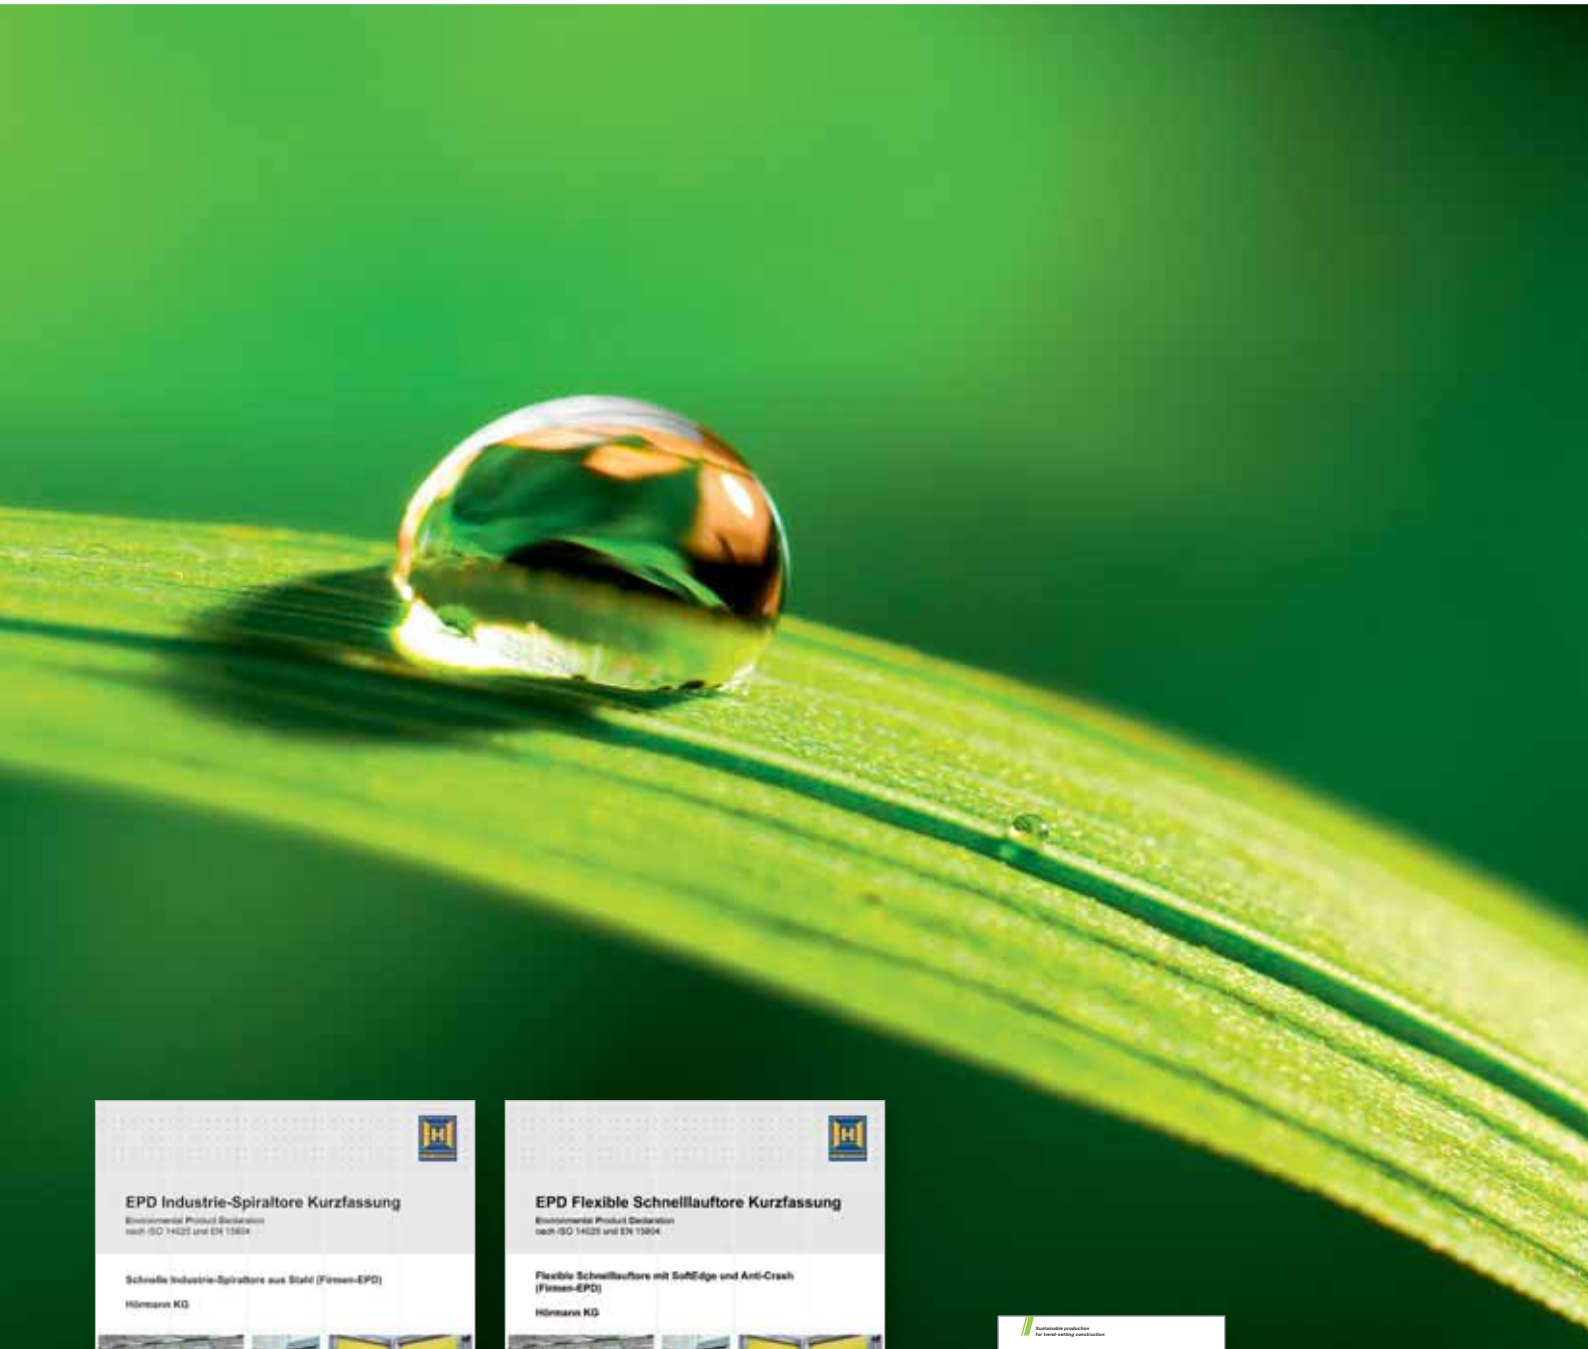 EPD Industrie-Spiraltore Kurzfassung
Environmental Product Declaration
nach ISO 14025 und EN 15804
Schnelle Industrie-Spiraltore aus Stahl (Firmen-EPD)
Hörmann KG
EPD Flexible Schnelllauftore Kurzfassung
Environmental Product Declaration
nach ISO 14025 und EN 15804
Flexible Schnelllauftore mit SoftEdge und Anti-Crash
(Firmen-EPD)
Hörmann KG
Sustainable production
for trend-setting construction